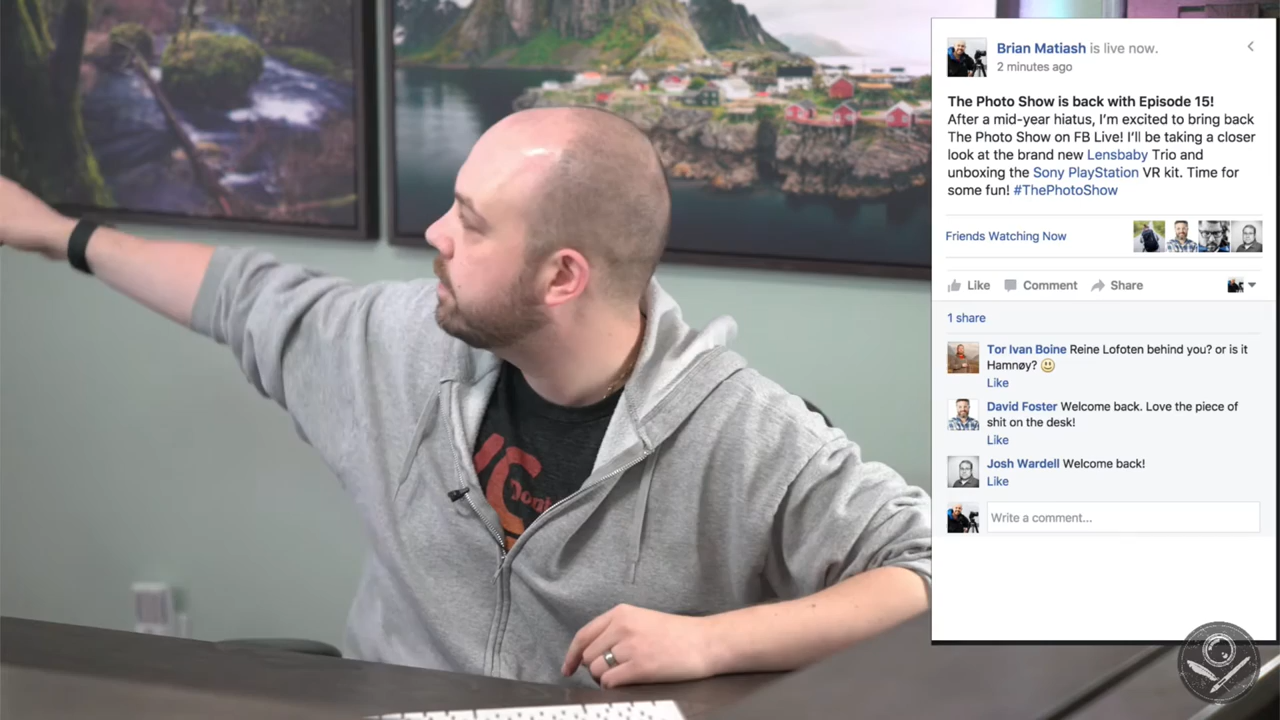 Brian Matiash is live now.
2 minutes ago
The Photo Show is back with Episode 15!
After a mid-year hiatus, I'm excited to bring back
The Photo Show on FB Live! I'll be taking a closer
look at the brand new Lensbaby Trio and
unboxing the Sony PlayStation VR kit. Time for
some fun! #ThePhotoShow
Friends Watching Now
Like Comment Share
1 share
Tor Ivan Boine Reine Lofoten behind you? or is it
Hamnøy? 😃
Like
David Foster Welcome back. Love the piece of
shit on the desk!
Like
Josh Wardell Welcome back!
Like
Write a comment...